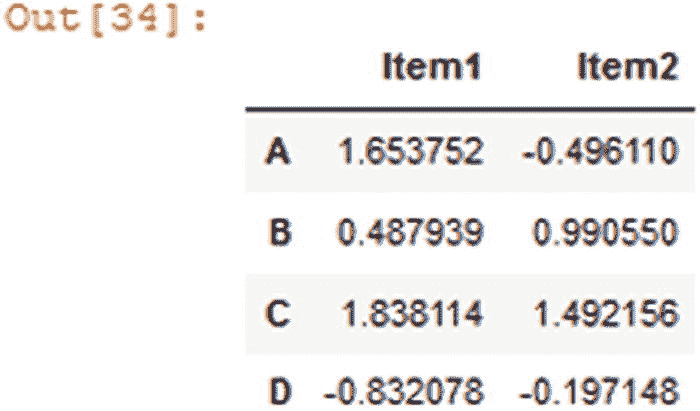 Out[34]:
Item1 Item2
A 1.653752 -0.496110
B 0.487939 0.990550
C 1.838114 1.492156
D -0.832078 -0.197148